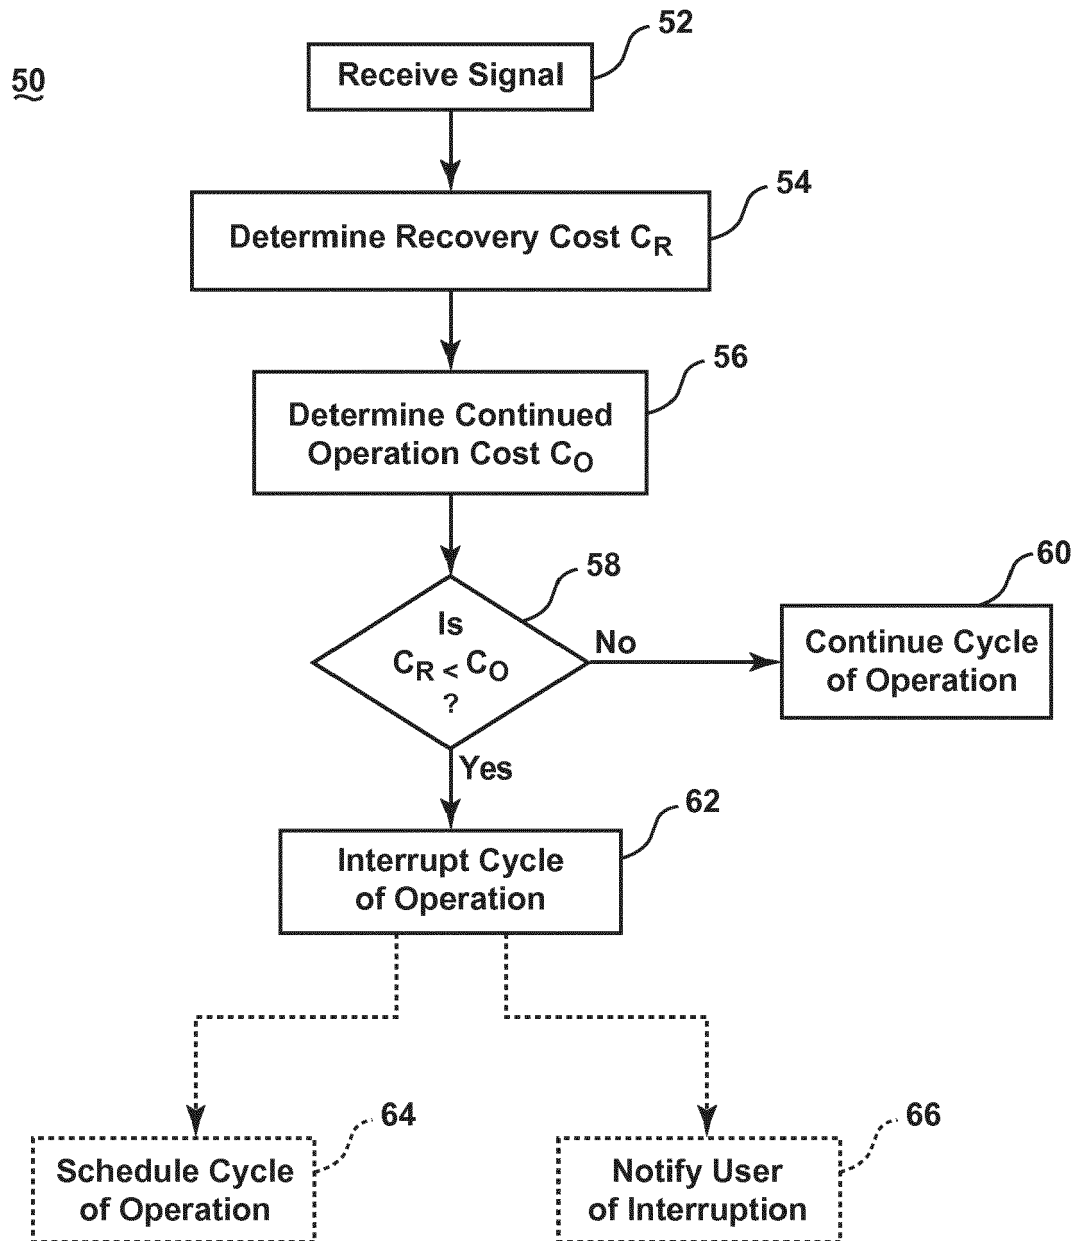 50
52
Receive Signal
54
Determine Recovery Cost CR
56
Determine Continued
Operation Cost CO
58
Is
CR < CO
?
No
60
Continue Cycle
of Operation
Yes
62
Interrupt Cycle
of Operation
64
Schedule Cycle
of Operation
66
Notify User
of Interruption